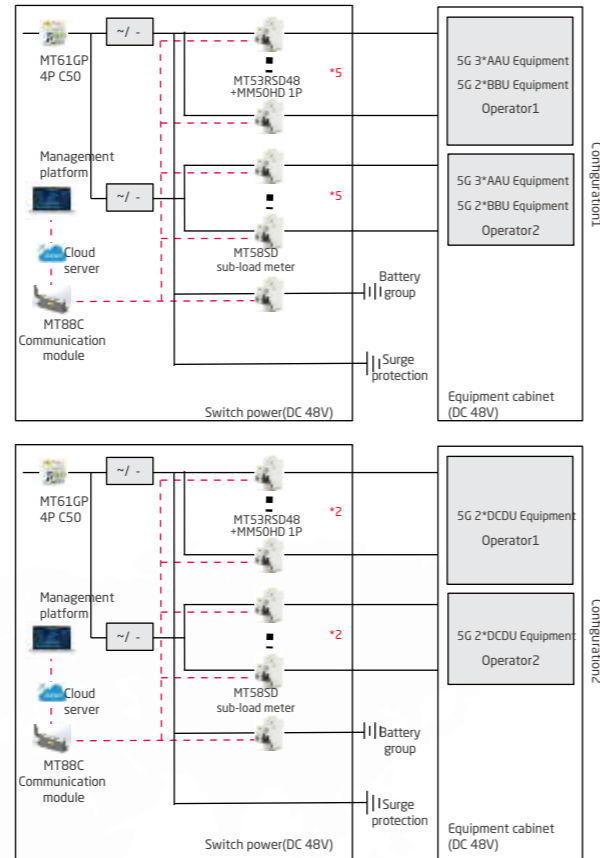 ~/ -
MT61GP
4P C50
MT53RSD48
+MM50HD 1P
*5
5G 3*AAU Equipment
5G 2*BBU Equipment
Operator1
Management
platform
~/ -
*5
5G 3*AAU Equipment
5G 2*BBU Equipment
Operator2
Configuration1
Cloud
server
MT58SD
sub-load meter
Battery
group
MT88C
Communication
module
Surge
protection
Switch power(DC 48V)
Equipment cabinet
(DC 48V)
~/ -
MT61GP
4P C50
MT53RSD48
+MM50HD 1P
*2
5G 2*DCDU Equipment
Operator1
Management
platform
~/ -
*2
5G 2*DCDU Equipment
Operator2
Configuration2
Cloud
server
MT58SD
sub-load meter
Battery
group
MT88C
Communication
module
Surge
protection
Switch power(DC 48V)
Equipment cabinet
(DC 48V)